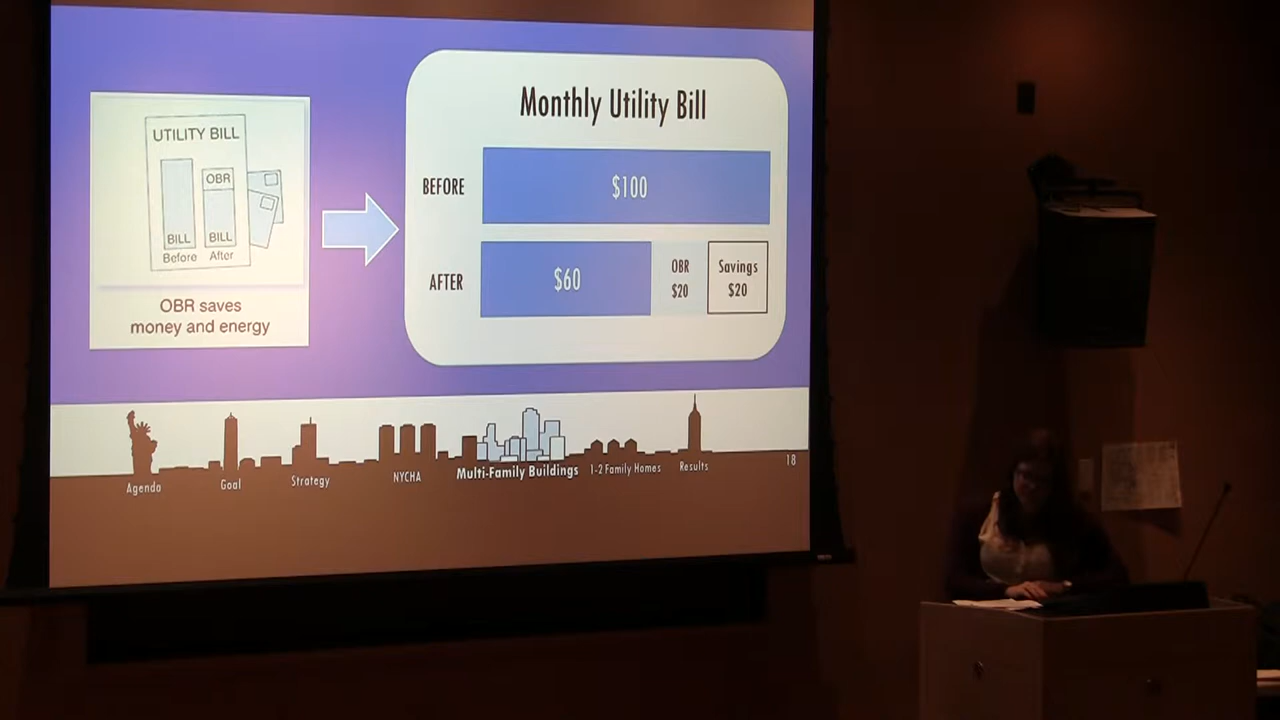 UTILITY BILL
OBR
BILL
BILL
Before
After
OBR saves
money and energy
Monthly Utility Bill
BEFORE
$100
AFTER
$60
OBR
$20
Savings
$20
Agenda
Goal
Strategy
NYCHA
Multi-Family Buildings
1-2 Family Homes
Results
18